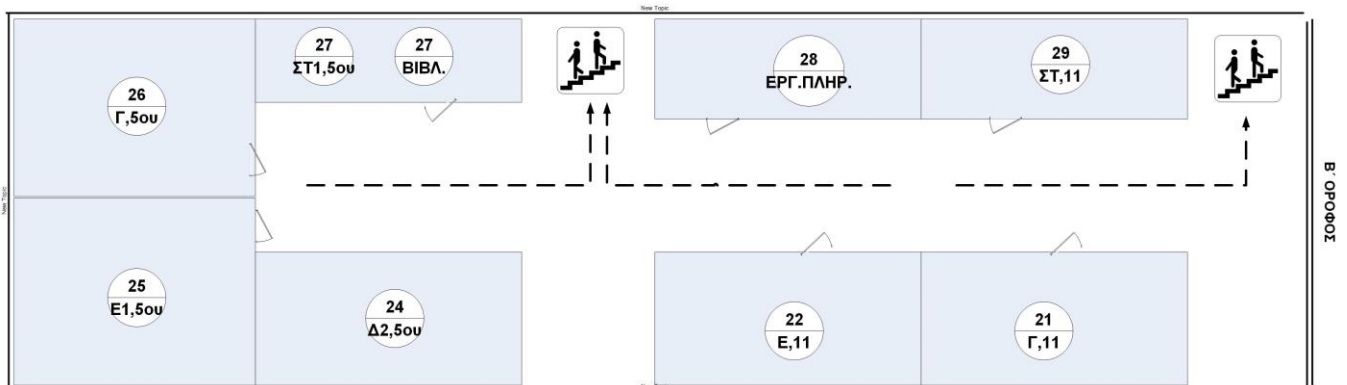 New Topic
27
ΣΤ1,5ου
27
ΒΙΒΛ.
28
ΕΡΓ.ΠΛΗΡ.
29
ΣΤ,11
26
Γ,5ου
New Topic
Β΄ ΟΡΟΦΟΣ
25
Ε1,5ου
24
Δ2,5ου
22
Ε,11
21
Γ,11